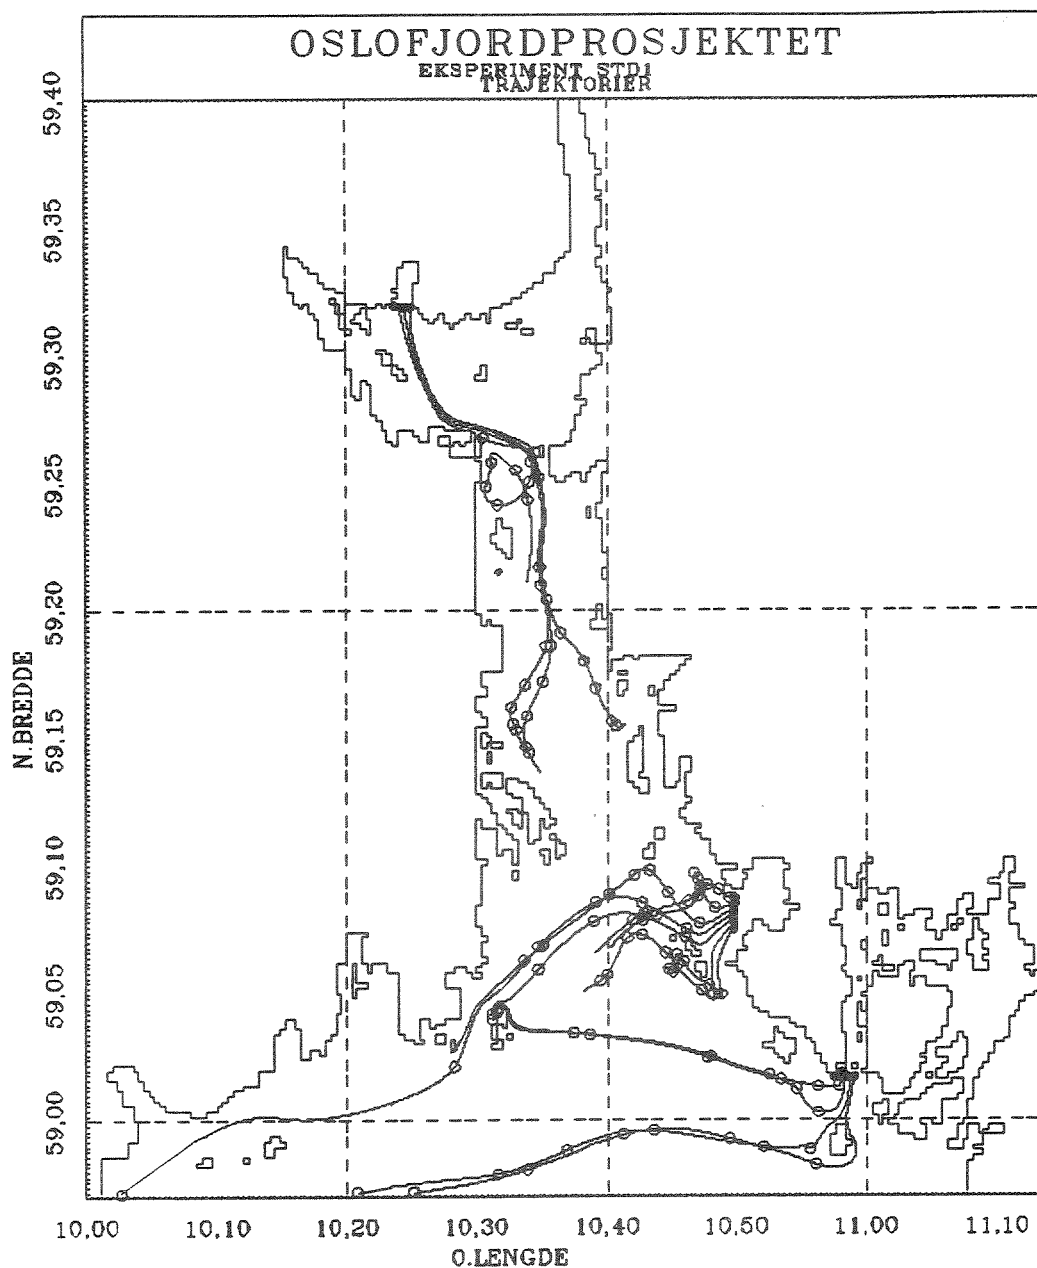 OSLOFJORDPROSJEKTET
EKSPERIMENT STD1
TRAJEKTORIER
59,40
59,35
59,30
59,25
59,20
59,15
59,10
59,05
59,00
N.BREDDE
10,00 10,10 10,20 10,30 10,40 10,50 11,00 11,10
O.LENGDE